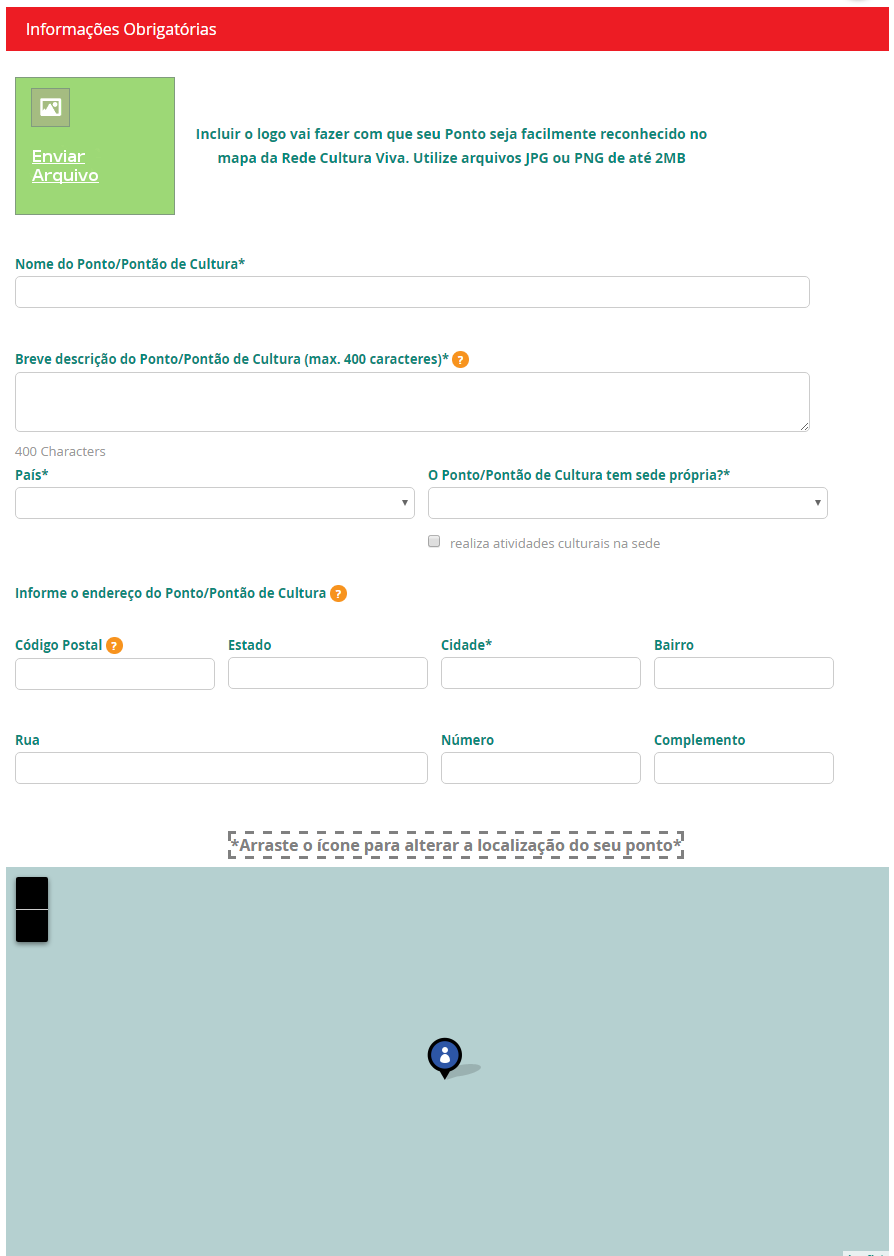 Informações Obrigatórias
Enviar
Arquivo
Incluir o logo vai fazer com que seu Ponto seja facilmente reconhecido no
mapa da Rede Cultura Viva. Utilize arquivos JPG ou PNG de até 2MB
Nome do Ponto/Pontão de Cultura*
Breve descrição do Ponto/Pontão de Cultura (max. 400 caracteres)* ?
400 Characters
País* O Ponto/Pontão de Cultura tem sede própria?*
realiza atividades culturais na sede
Informe o endereço do Ponto/Pontão de Cultura ?
Código Postal ? Estado Cidade* Bairro
Rua Número Complemento
*Arraste o ícone para alterar a localização do seu ponto*